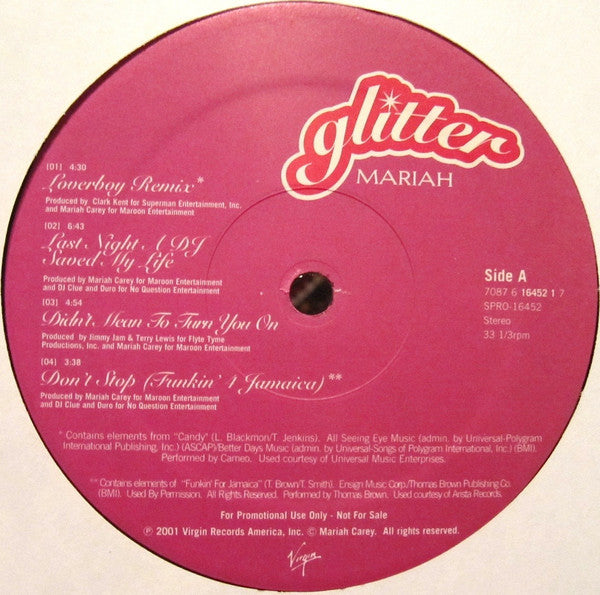 glitter
MARIAH
[01] 4:30
Loverboy Remix*
Produced by Clark Kent for Supernian Entertainment, Inc.
and Mariah Carey for Maroon Entertainment
[02] 6:43
Last Night A DJ
Saved My Life
Produced by Mariah Carey for Maroon Entertainment
and DJ Clue and Duro for No Question Entertainment
[03] 4:54
Didn't Mean To Turn You On
Produced by Jimmy Jam & Terry Lewis for Flyte Tyme
Productions, Inc. and Mariah Carey for Maroon Entertainment
[04] 3:38
Don't Stop (Funkin' 4 Jamaica)**
Produced by Mariah Carey for Maroon Entertainment
and DJ Clue and Duro for No Question Entertainment
Side A
7087 6 16452 1 7
SPRO-16452
Stereo
33 1/3rpm
* Contains elements from "Candy" (L. Blackmon/T. Jenkins). All Seeing Eye Music (admin. by Universal-Polygram
International Publishing, Inc.) (ASCAP)/Better Days Music (admin. by Universal-Songs of Polygram International, Inc.) (BMI).
Performed by Cameo. Used courtesy of Universal Music Enterprises.
**Contains elements of "Funkin' For Jamaica" (T. Brown/T. Smith). Ensign Music Corp./Thomas Brown Publishing Co.
(BMI). Used By Permission. All Rights Reserved. Performed by Thomas Brown. Used courtesy of Arista Records.
For Promotional Use Only - Not For Sale
℗ 2001 Virgin Records America, Inc. © Mariah Carey. All rights reserved.
Virgin